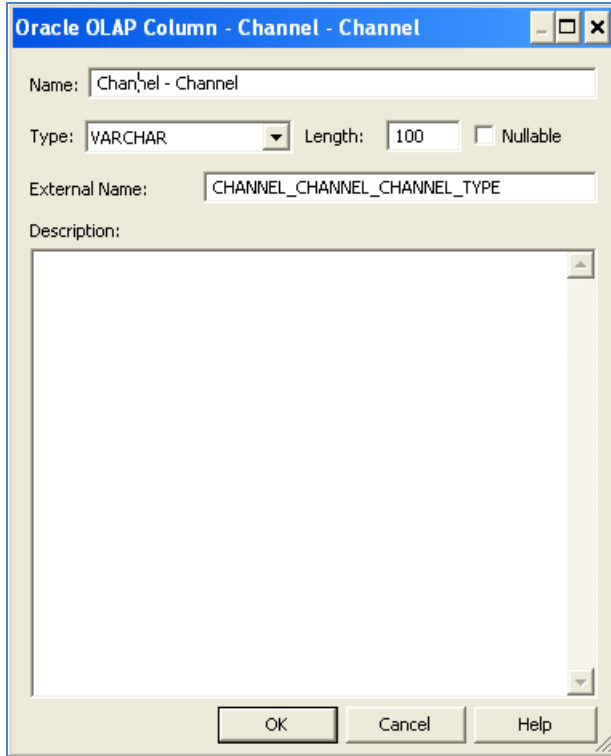 Oracle OLAP Column - Channel - Channel
Name: Channel - Channel
Type: VARCHAR Length: 100 Nullable
External Name: CHANNEL_CHANNEL_CHANNEL_TYPE
Description:
OK Cancel Help